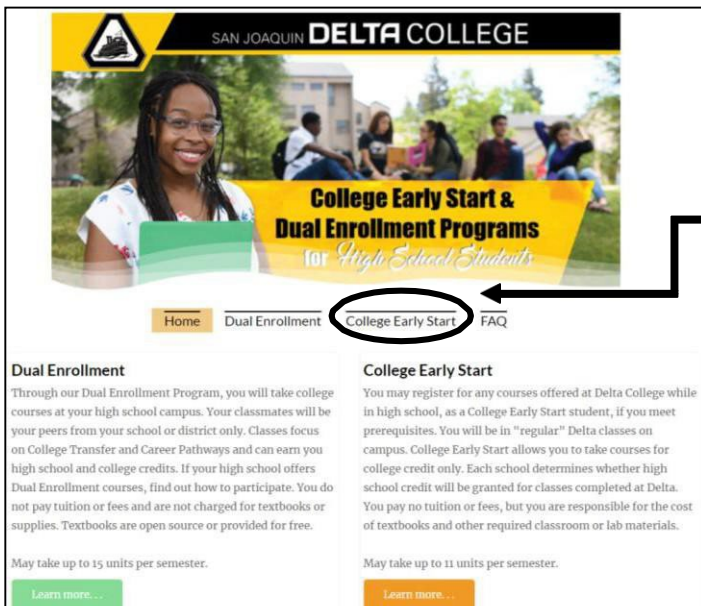 SAN JOAQUIN DELTA COLLEGE
College Early Start &
Dual Enrollment Programs
for High School Students
Home Dual Enrollment College Early Start FAQ
Dual Enrollment
Through our Dual Enrollment Program, you will take college
courses at your high school campus. Your classmates will be
your peers from your school or district only. Classes focus
on College Transfer and Career Pathways and can earn you
high school and college credits. If your high school offers
Dual Enrollment courses, find out how to participate. You do
not pay tuition or fees and are not charged for textbooks or
supplies. Textbooks are open source or provided for free.
May take up to 15 units per semester.
Learn more...
College Early Start
You may register for any courses offered at Delta College while
in high school, as a College Early Start student, if you meet
prerequisites. You will be in “regular” Delta classes on
campus. College Early Start allows you to take courses for
college credit only. Each school determines whether high
school credit will be granted for classes completed at Delta.
You pay no tuition or fees, but you are responsible for the cost
of textbooks and other required classroom or lab materials.
May take up to 11 units per semester.
Learn more...